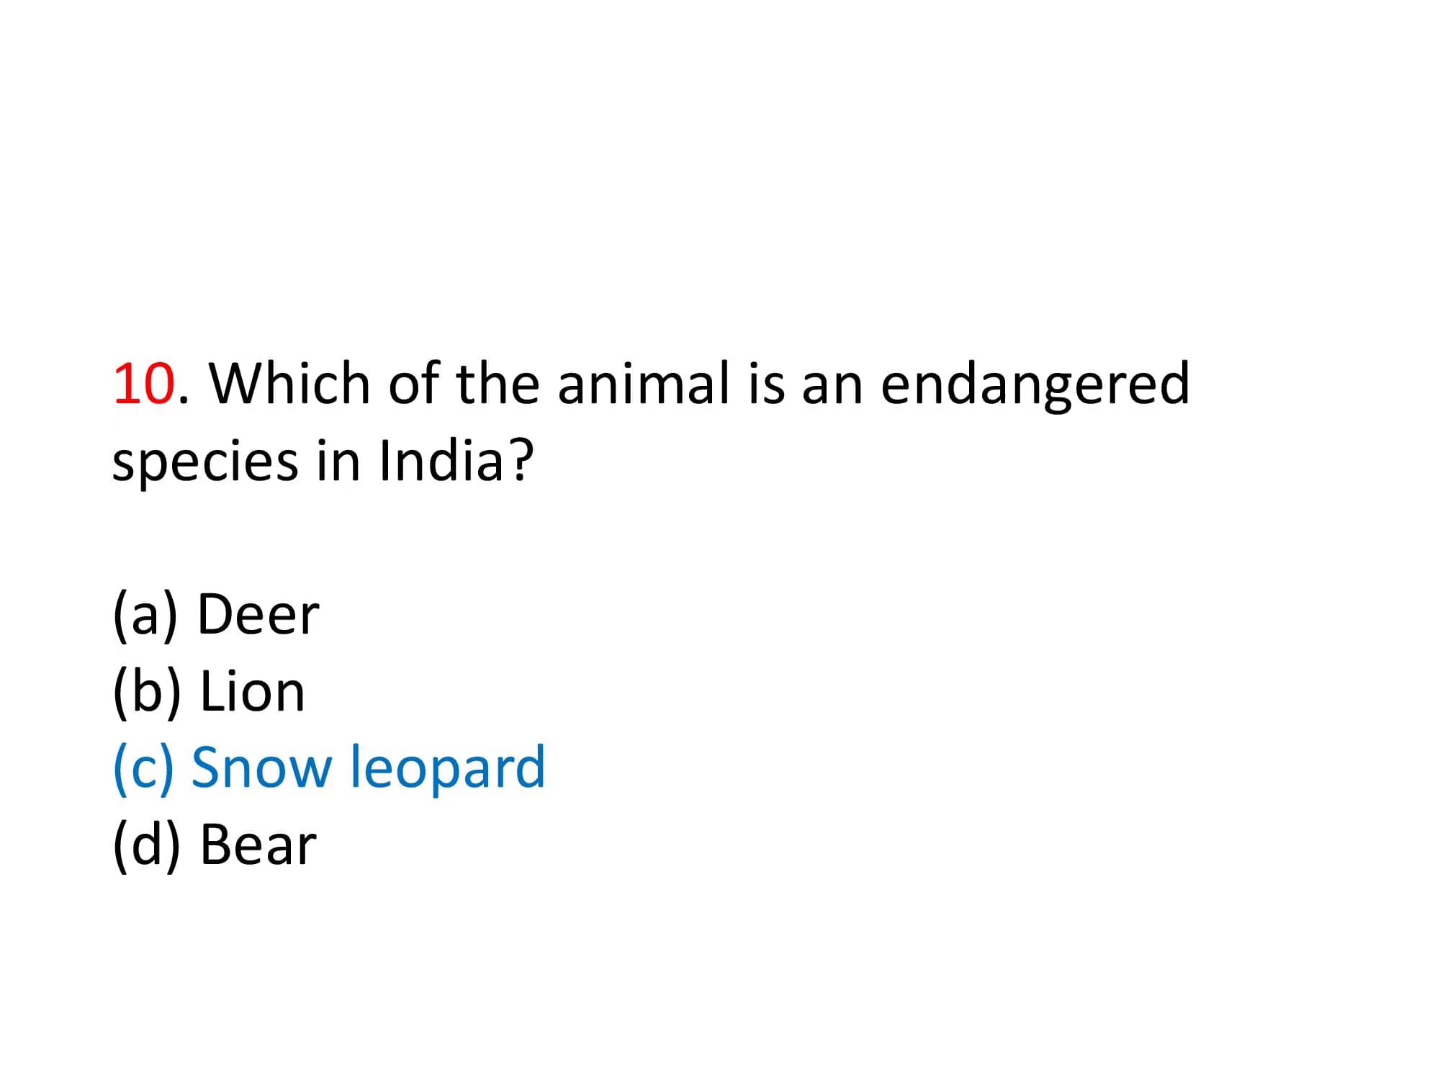 10. Which of the animal is an endangered
species in India?
(a) Deer
(b) Lion
(c) Snow leopard
(d) Bear